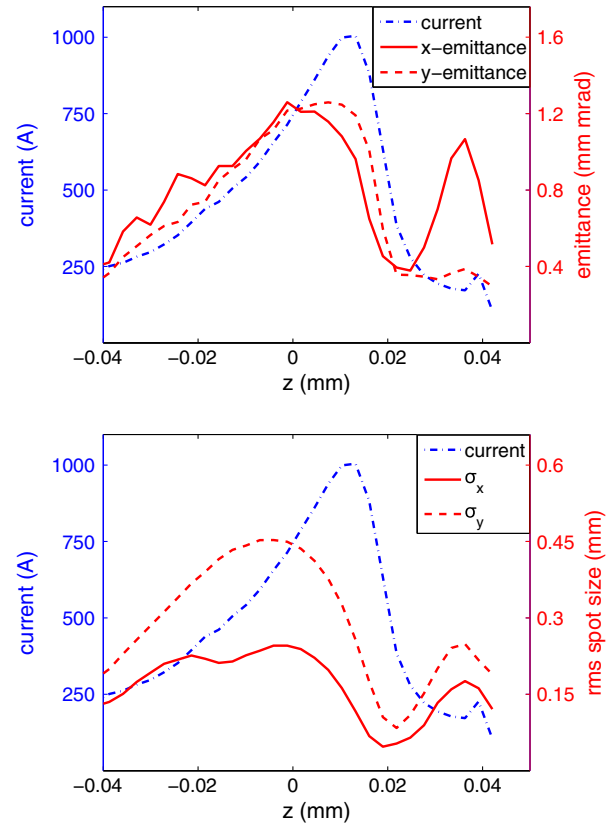 1000
750
500
250
current (A)
1.6
1.2
0.8
0.4
emittance (mm mrad)
current
x-emittance
y-emittance
−0.04 −0.02 0 0.02 0.04
z (mm)
1000
750
500
250
current (A)
0.6
0.45
0.3
0.15
rms spot size (mm)
current
σx
σy
−0.04 −0.02 0 0.02 0.04
z (mm)